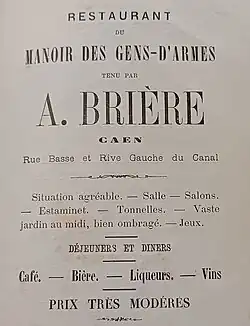 RESTAURANT
DU
MANOIR DES GENS-D'ARMES
TENU PAR
A. BRIÈRE
CAEN
Rue Basse et Rive Gauche du Canal
Situation agréable. — Salle — Salons.
— Estaminet. — Tonnelles. — Vaste
jardin au midi, bien ombragé. — Jeux.
DÉJEUNERS ET DINERS
Café. — Bière. — Liqueurs. — Vins
PRIX TRÈS MODÉRÉS